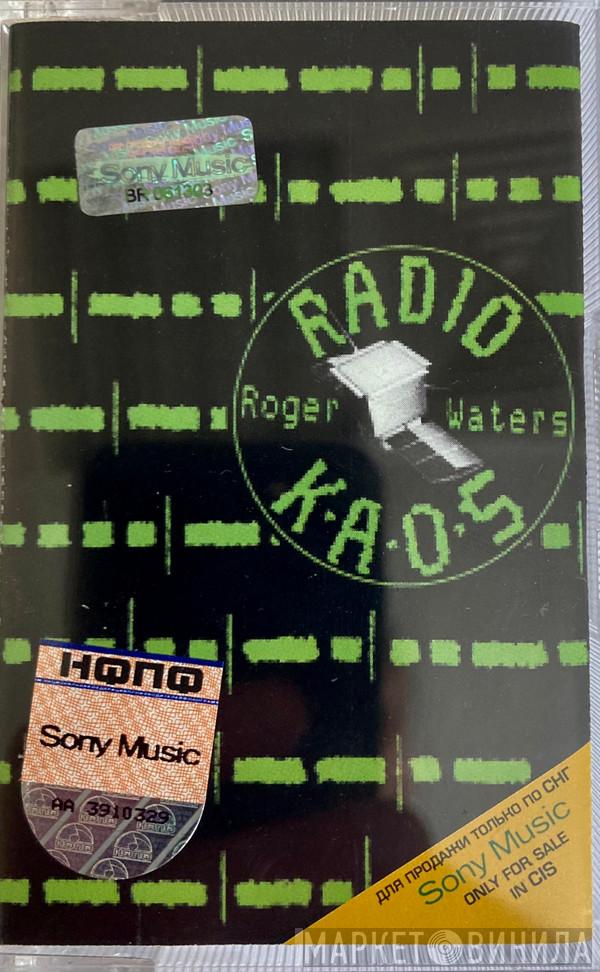 Sony Music
BR 061303
RADIO
Roger Waters
K·A·O·S
НФПФ
Sony Music
AA 3910329
ДЛЯ ПРОДАЖИ ТОЛЬКО ПО СНГ
Sony Music
ONLY FOR SALE
IN CIS
МАРКЕТ ВИНИЛА